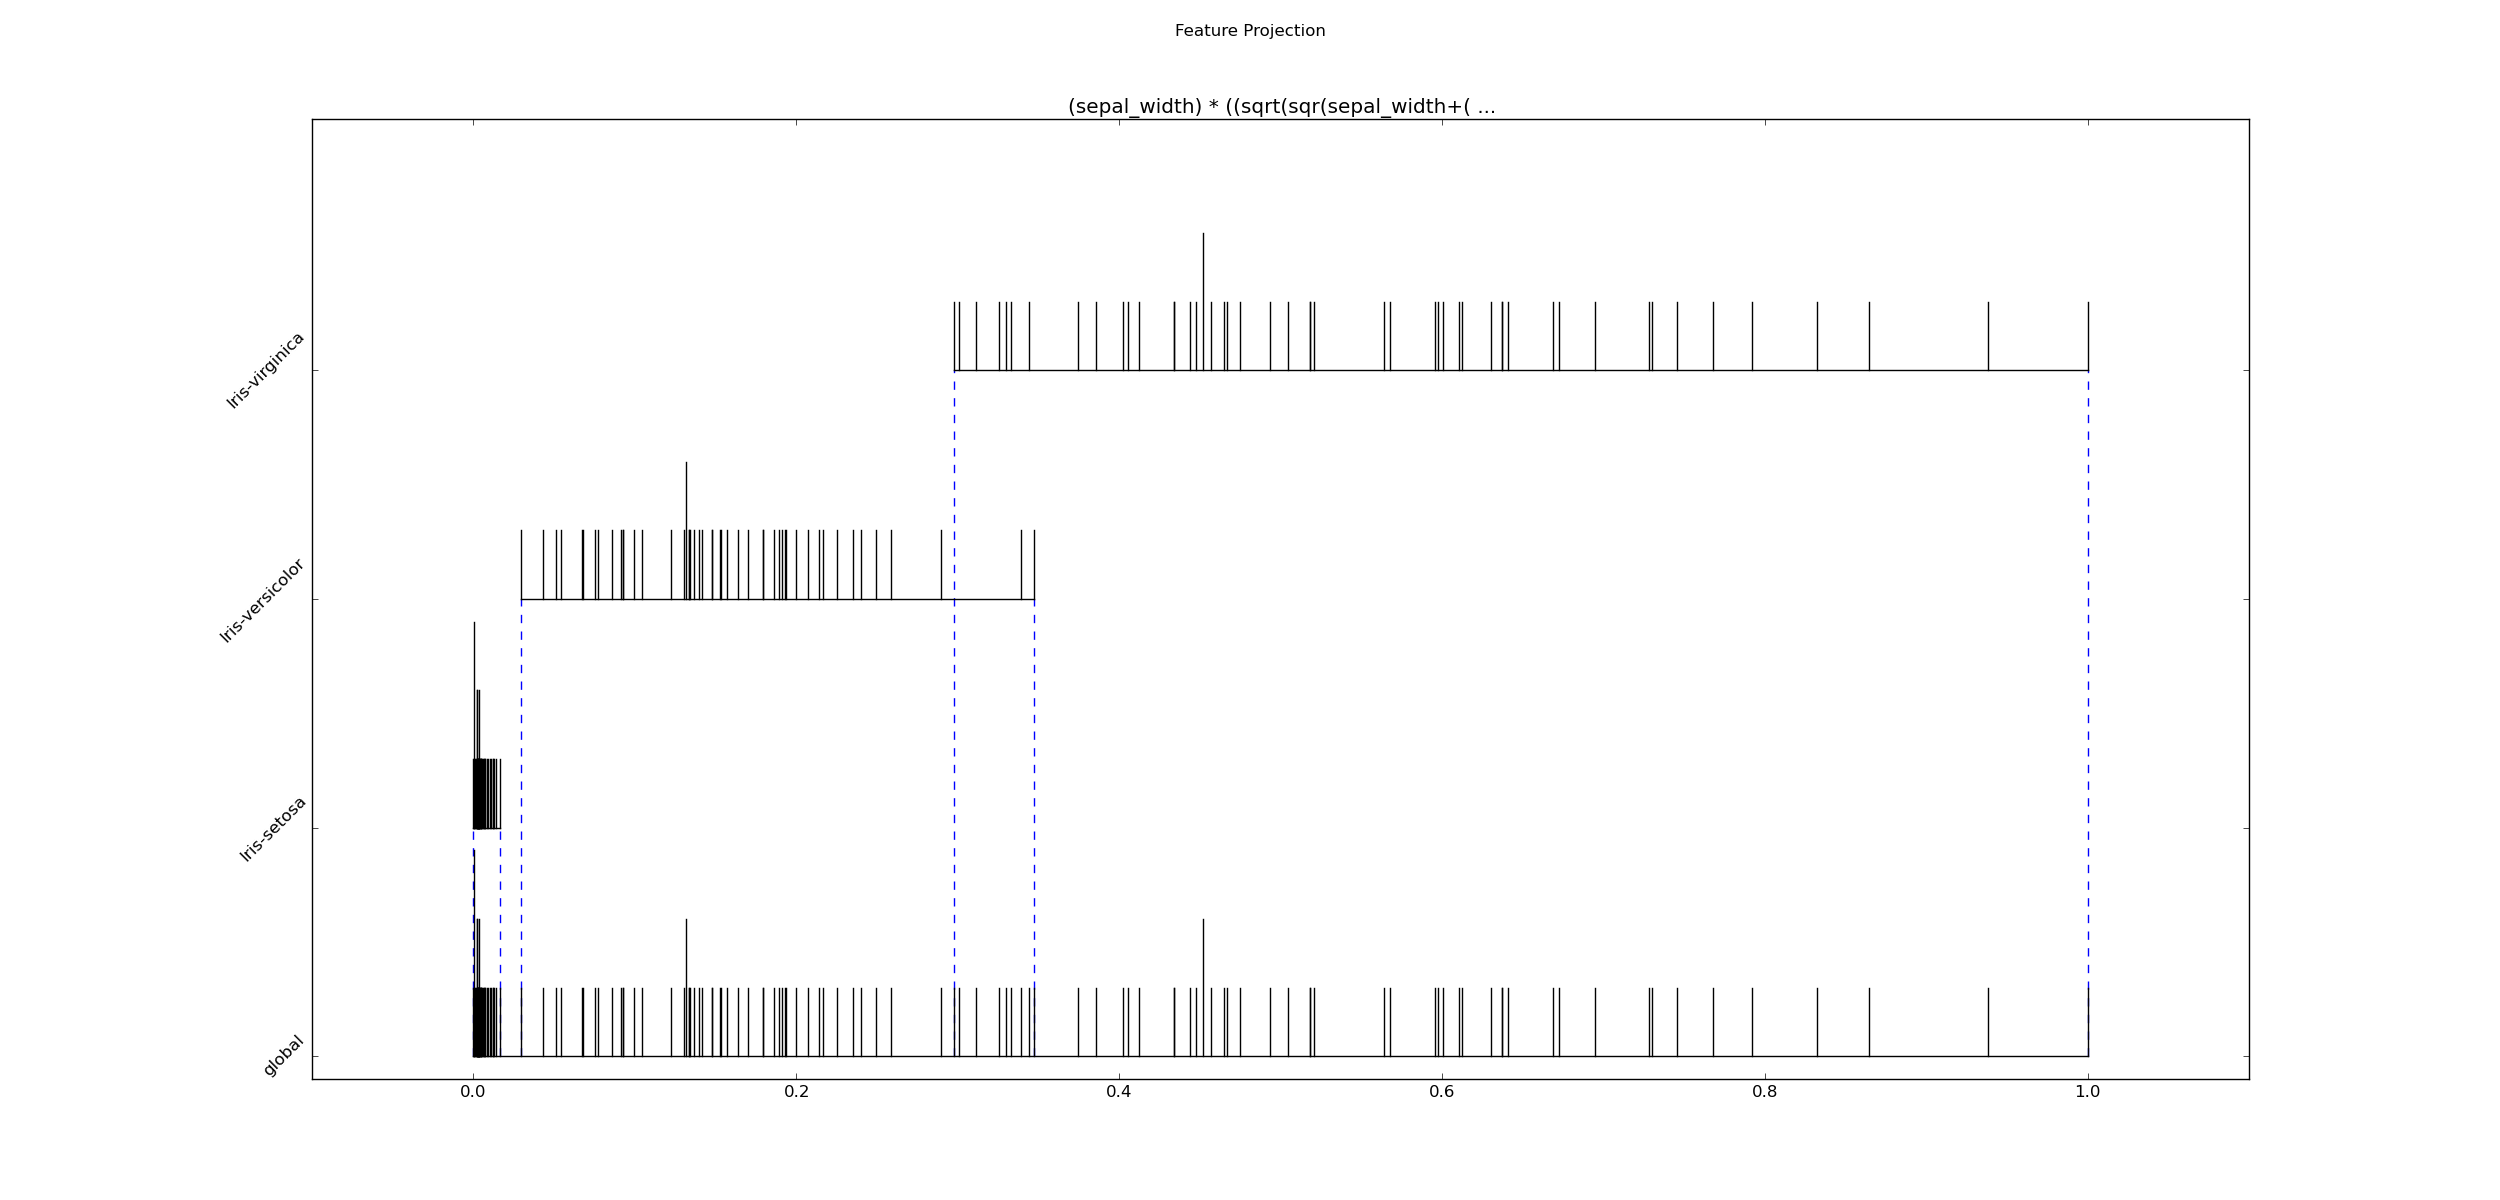 Feature Projection
(sepal_width) * ((sqrt(sqr(sepal_width+( ...
Iris-virginica
Iris-versicolor
Iris-setosa
global
0.0 0.2 0.4 0.6 0.8 1.0